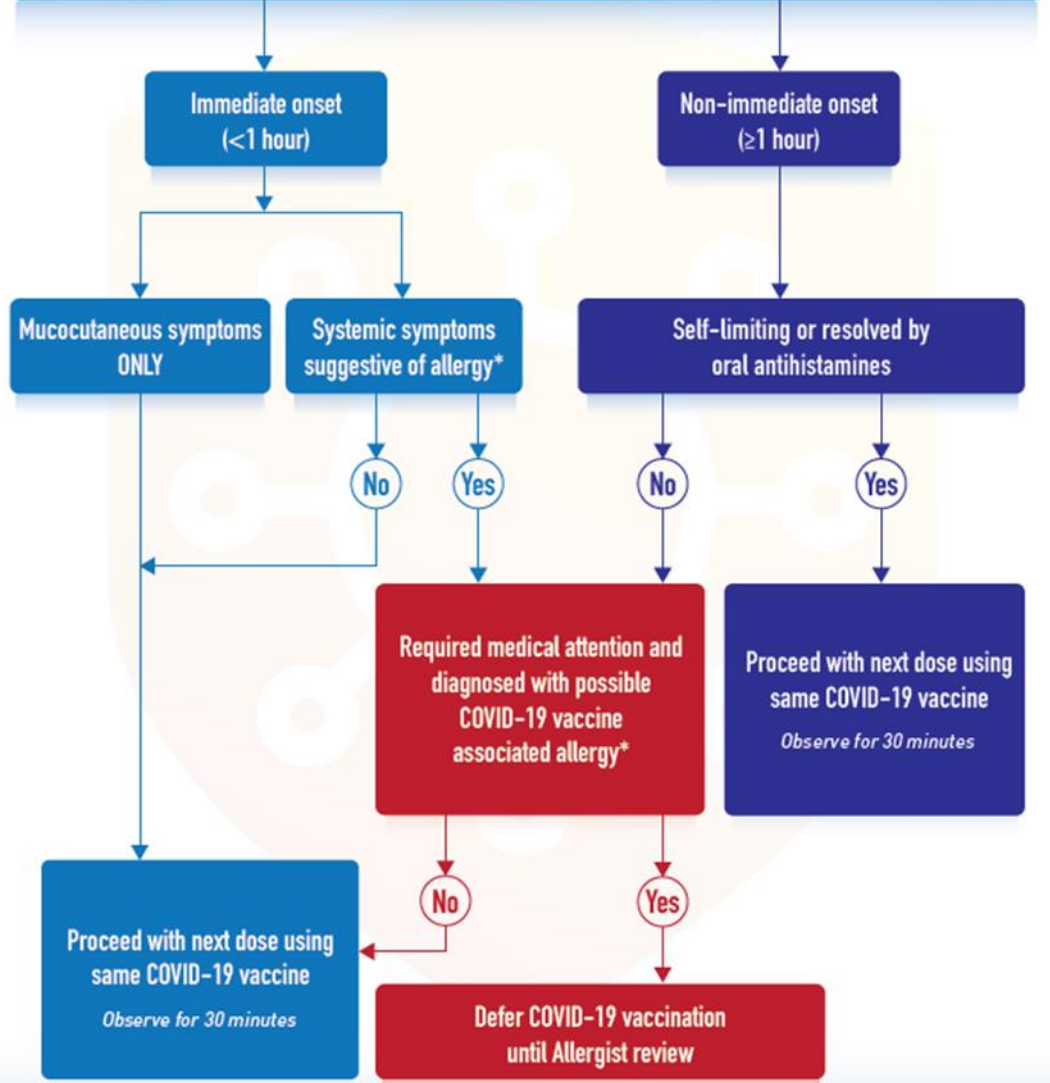 Immediate onset
(<1 hour)
Non-immediate onset
(≥1 hour)
Mucocutaneous symptoms
ONLY
Systemic symptoms
suggestive of allergy*
Self-limiting or resolved by
oral antihistamines
No
Yes
No
Yes
Required medical attention and
diagnosed with possible
COVID-19 vaccine
associated allergy*
Proceed with next dose using
same COVID-19 vaccine
Observe for 30 minutes
No
Yes
Proceed with next dose using
same COVID-19 vaccine
Observe for 30 minutes
Defer COVID-19 vaccination
until Allergist review